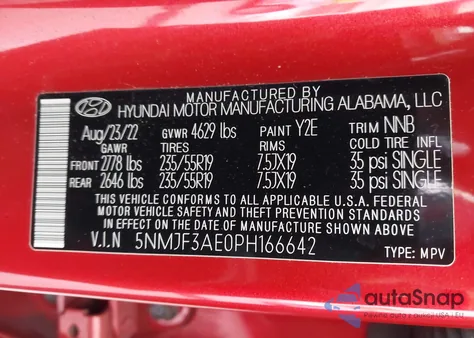 MANUFACTURED BY
HYUNDAI MOTOR MANUFACTURING ALABAMA, LLC
Aug/23/22 GVWR 4629 lbs PAINT Y2E TRIM NNB
GAWR TIRES RIMS COLD TIRE INFL
FRONT 2778 lbs 235/55R19 7.5JX19 35 psi SINGLE
REAR 2646 lbs 235/55R19 7.5JX19 35 psi SINGLE
THIS VEHICLE CONFORMS TO ALL APPLICABLE U.S.A. FEDERAL
MOTOR VEHICLE SAFETY AND THEFT PREVENTION STANDARDS
IN EFFECT ON THE DATE OF MANUFACTURE SHOWN ABOVE
V.I.N 5NMJF3AE0PH166642 TYPE: MPV
autoSnap